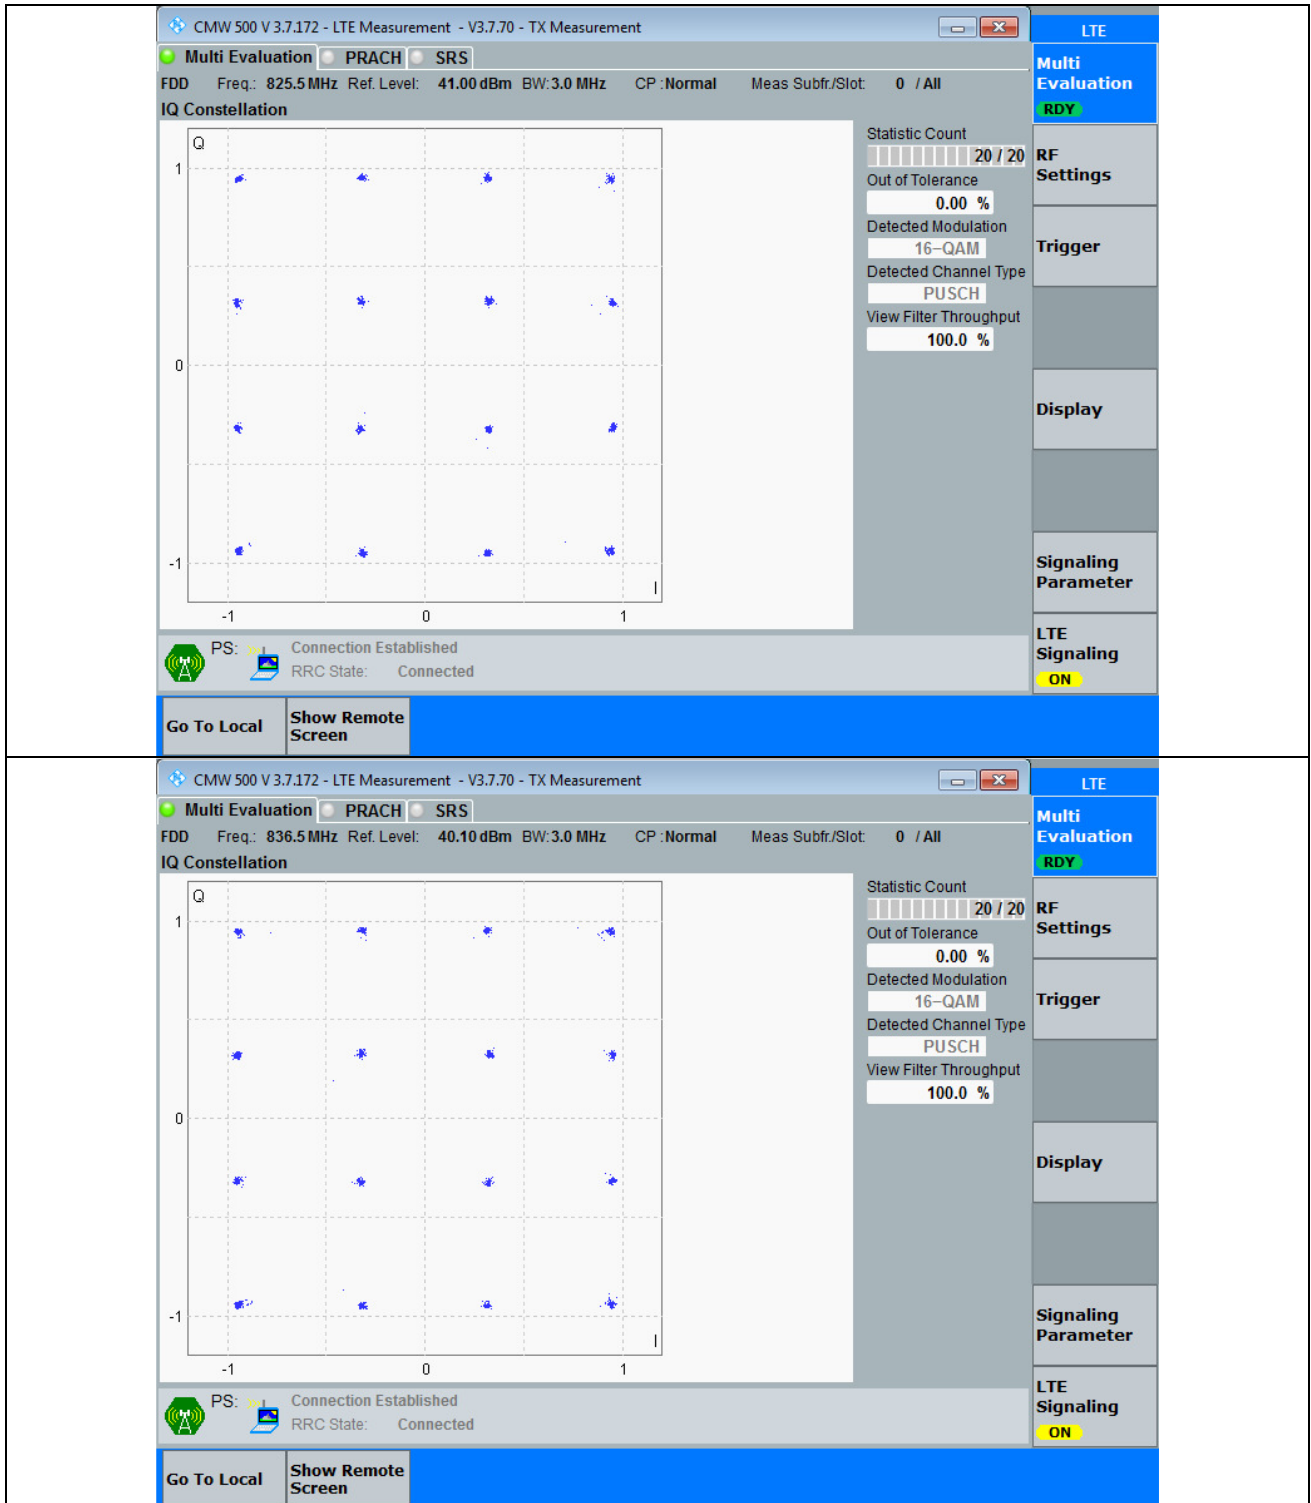 CMW 500 V 3.7.172 - LTE Measurement - V3.7.70 - TX Measurement
LTE
Multi Evaluation PRACH SRS
FDD Freq.: 825.5 MHz Ref. Level: 41.00 dBm BW: 3.0 MHz CP : Normal Meas Subfr./Slot: 0 / All
IQ Constellation
Q
1
0
-1
-1 0 1
I
Statistic Count
20 / 20
Out of Tolerance
0.00 %
Detected Modulation
16-QAM
Detected Channel Type
PUSCH
View Filter Throughput
100.0 %
Multi
Evaluation
RDY
RF
Settings
Trigger
Display
Signaling
Parameter
LTE
Signaling
ON
PS: Connection Established
RRC State: Connected
Go To Local
Show Remote
Screen
CMW 500 V 3.7.172 - LTE Measurement - V3.7.70 - TX Measurement
LTE
Multi Evaluation PRACH SRS
FDD Freq.: 836.5 MHz Ref. Level: 40.10 dBm BW: 3.0 MHz CP : Normal Meas Subfr./Slot: 0 / All
IQ Constellation
Q
1
0
-1
-1 0 1
I
Statistic Count
20 / 20
Out of Tolerance
0.00 %
Detected Modulation
16-QAM
Detected Channel Type
PUSCH
View Filter Throughput
100.0 %
Multi
Evaluation
RDY
RF
Settings
Trigger
Display
Signaling
Parameter
LTE
Signaling
ON
PS: Connection Established
RRC State: Connected
Go To Local
Show Remote
Screen